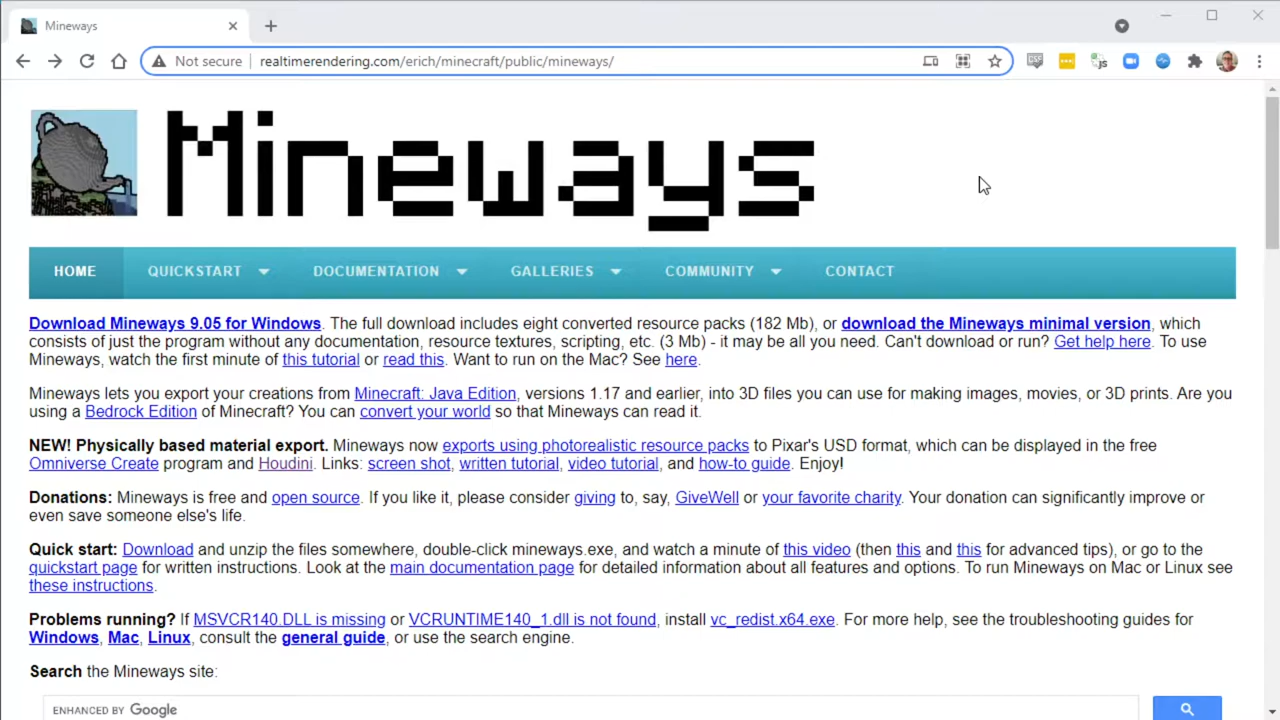 Mineways
Not secure
realtimerendering.com/erich/minecraft/public/mineways/
Mineways
HOME QUICKSTART DOCUMENTATION GALLERIES COMMUNITY CONTACT
Download Mineways 9.05 for Windows. The full download includes eight converted resource packs (182 Mb), or download the Mineways minimal version, which
consists of just the program without any documentation, resource textures, scripting, etc. (3 Mb) - it may be all you need. Can't download or run? Get help here. To use
Mineways, watch the first minute of this tutorial or read this. Want to run on the Mac? See here.
Mineways lets you export your creations from Minecraft: Java Edition, versions 1.17 and earlier, into 3D files you can use for making images, movies, or 3D prints. Are you
using a Bedrock Edition of Minecraft? You can convert your world so that Mineways can read it.
NEW! Physically based material export. Mineways now exports using photorealistic resource packs to Pixar's USD format, which can be displayed in the free
Omniverse Create program and Houdini. Links: screen shot, written tutorial, video tutorial, and how-to guide. Enjoy!
Donations: Mineways is free and open source. If you like it, please consider giving to, say, GiveWell or your favorite charity. Your donation can significantly improve or
even save someone else's life.
Quick start: Download and unzip the files somewhere, double-click mineways.exe, and watch a minute of this video (then this and this for advanced tips), or go to the
quickstart page for written instructions. Look at the main documentation page for detailed information about all features and options. To run Mineways on Mac or Linux see
these instructions.
Problems running? If MSVCR140.DLL is missing or VCRUNTIME140_1.dll is not found, install vc_redist.x64.exe. For more help, see the troubleshooting guides for
Windows, Mac, Linux, consult the general guide, or use the search engine.
Search the Mineways site:
ENHANCED BY Google